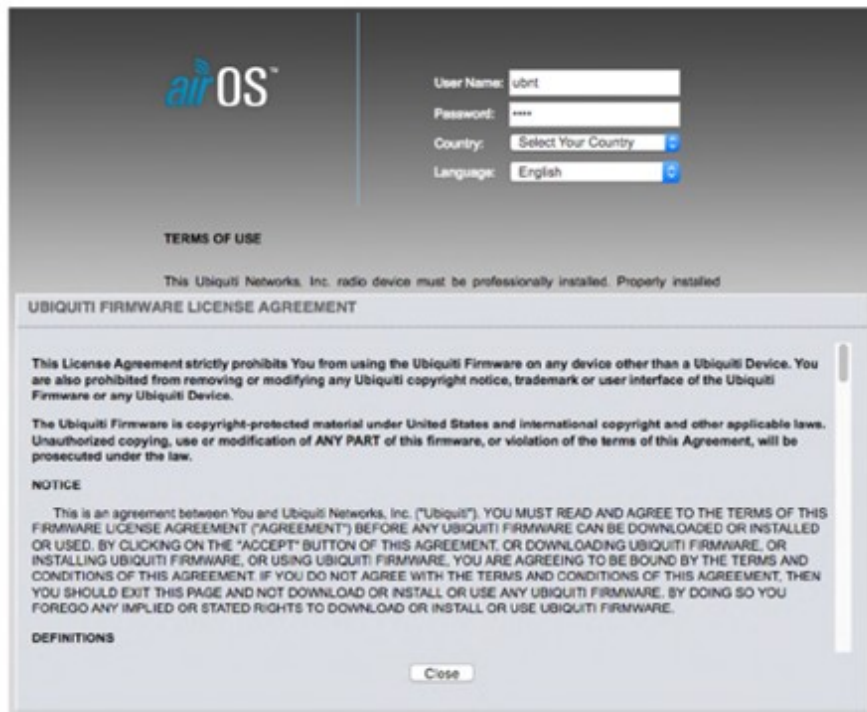 airOS™
User Name: ubnt
Password: ••••
Country: Select Your Country
Language: English
TERMS OF USE
This Ubiquiti Networks, Inc. radio device must be professionally installed. Properly installed
UBIQUITI FIRMWARE LICENSE AGREEMENT
This License Agreement strictly prohibits You from using the Ubiquiti Firmware on any device other than a Ubiquiti Device. You
are also prohibited from removing or modifying any Ubiquiti copyright notice, trademark or user interface of the Ubiquiti
Firmware or any Ubiquiti Device.
The Ubiquiti Firmware is copyright-protected material under United States and international copyright and other applicable laws.
Unauthorized copying, use or modification of ANY PART of this firmware, or violation of the terms of this Agreement, will be
prosecuted under the law.
NOTICE
This is an agreement between You and Ubiquiti Networks, Inc. ("Ubiquiti"). YOU MUST READ AND AGREE TO THE TERMS OF THIS
FIRMWARE LICENSE AGREEMENT ("AGREEMENT") BEFORE ANY UBIQUITI FIRMWARE CAN BE DOWNLOADED OR INSTALLED
OR USED. BY CLICKING ON THE "ACCEPT" BUTTON OF THIS AGREEMENT, OR DOWNLOADING UBIQUITI FIRMWARE, OR
INSTALLING UBIQUITI FIRMWARE, OR USING UBIQUITI FIRMWARE, YOU ARE AGREEING TO BE BOUND BY THE TERMS AND
CONDITIONS OF THIS AGREEMENT. IF YOU DO NOT AGREE WITH THE TERMS AND CONDITIONS OF THIS AGREEMENT, THEN
YOU SHOULD EXIT THIS PAGE AND NOT DOWNLOAD OR INSTALL OR USE ANY UBIQUITI FIRMWARE. BY DOING SO YOU
FOREGO ANY IMPLIED OR STATED RIGHTS TO DOWNLOAD OR INSTALL OR USE UBIQUITI FIRMWARE.
DEFINITIONS
Close